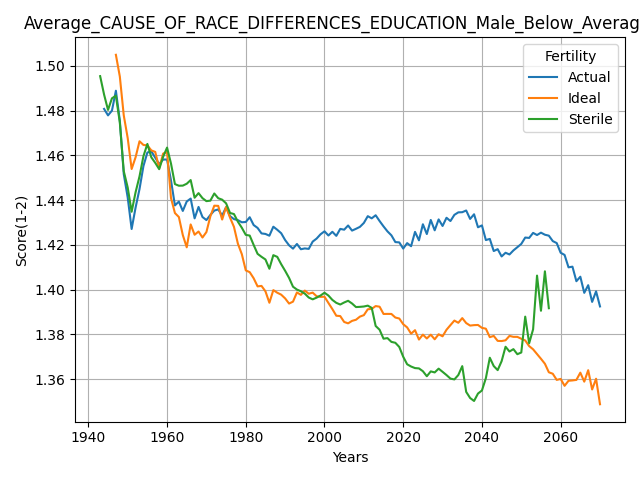 Average_CAUSE_OF_RACE_DIFFERENCES_EDUCATION_Male_Below_Averag
Fertility
Actual
Ideal
Sterile
Score(1-2)
1.50
1.48
1.46
1.44
1.42
1.40
1.38
1.36
1940 1960 1980 2000 2020 2040 2060
Years